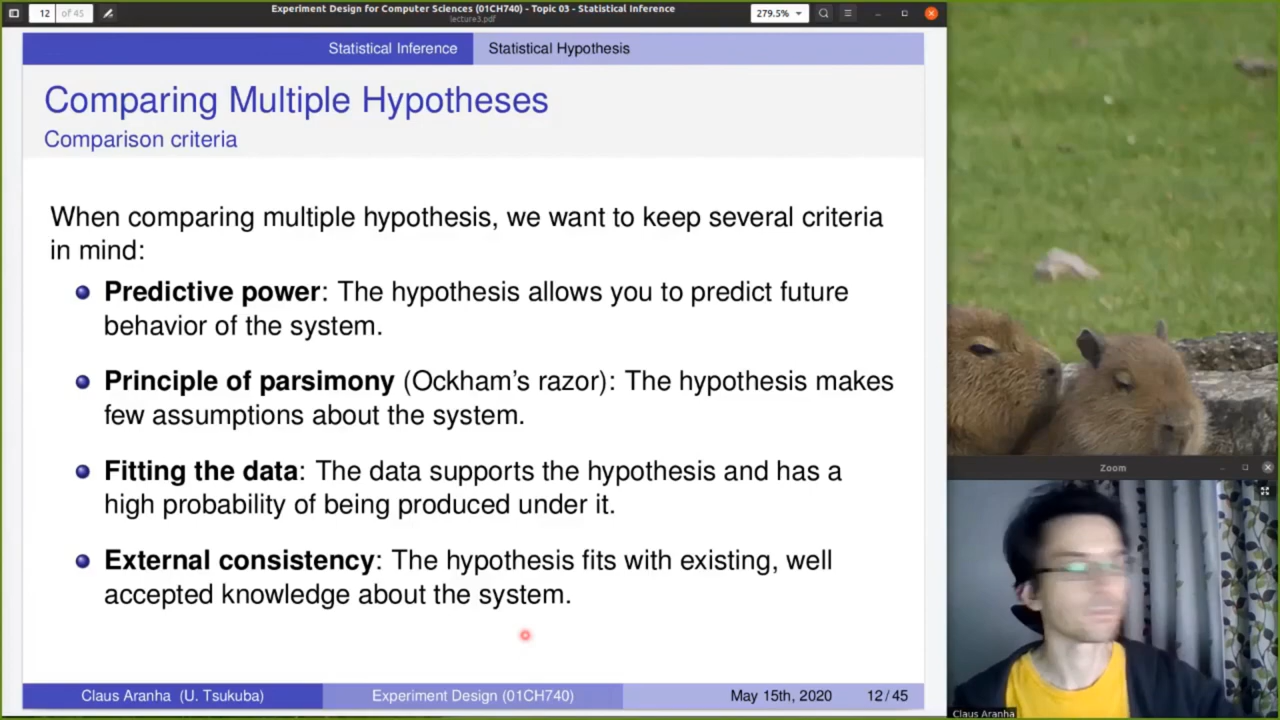 12 of 45
Experiment Design for Computer Sciences (01CH740) - Topic 03 - Statistical Inference
lecture3.pdf
279.5%
Statistical Inference
Statistical Hypothesis
Comparing Multiple Hypotheses
Comparison criteria
When comparing multiple hypothesis, we want to keep several criteria
in mind:
Predictive power: The hypothesis allows you to predict future
behavior of the system.
Principle of parsimony (Ockham's razor): The hypothesis makes
few assumptions about the system.
Fitting the data: The data supports the hypothesis and has a
high probability of being produced under it.
External consistency: The hypothesis fits with existing, well
accepted knowledge about the system.
Claus Aranha (U. Tsukuba)
Experiment Design (01CH740)
May 15th, 2020
12/45
Zoom
Claus Aranha